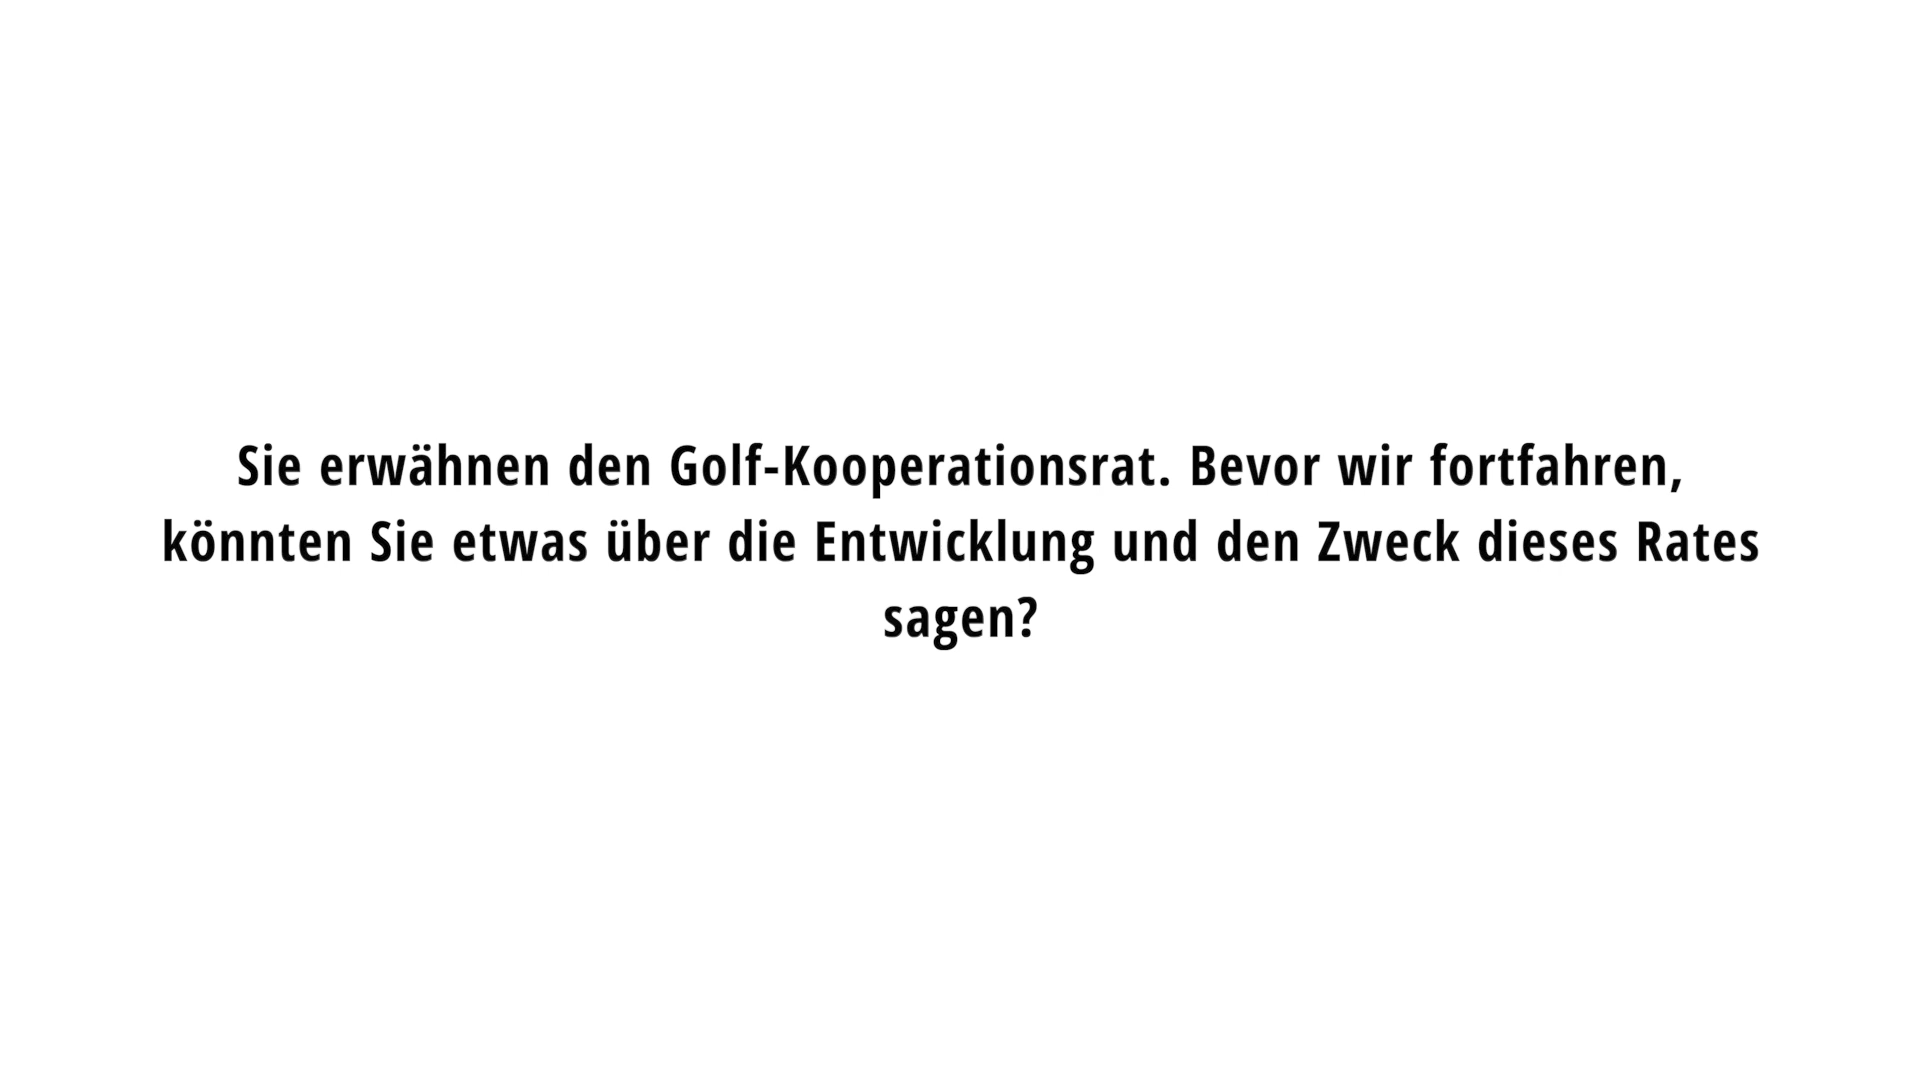 Sie erwähnen den Golf-Kooperationsrat. Bevor wir fortfahren,
könnten Sie etwas über die Entwicklung und den Zweck dieses Rates
sagen?